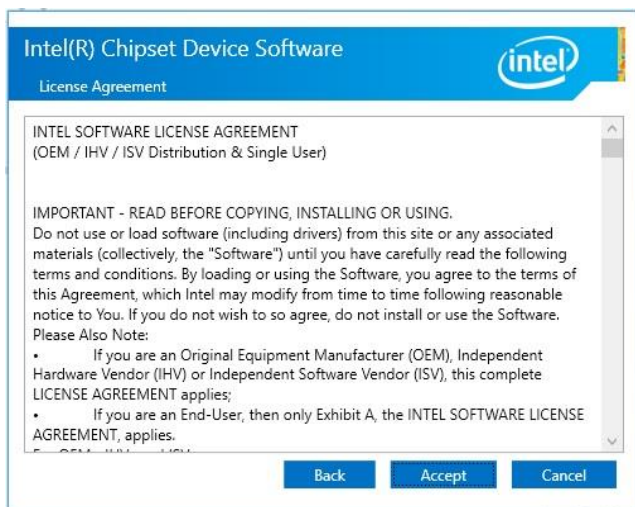 Intel(R) Chipset Device Software
intel
License Agreement
INTEL SOFTWARE LICENSE AGREEMENT
(OEM / IHV / ISV Distribution & Single User)
IMPORTANT - READ BEFORE COPYING, INSTALLING OR USING.
Do not use or load software (including drivers) from this site or any associated
materials (collectively, the "Software") until you have carefully read the following
terms and conditions. By loading or using the Software, you agree to the terms of
this Agreement, which Intel may modify from time to time following reasonable
notice to You. If you do not wish to so agree, do not install or use the Software.
Please Also Note:
• If you are an Original Equipment Manufacturer (OEM), Independent
Hardware Vendor (IHV) or Independent Software Vendor (ISV), this complete
LICENSE AGREEMENT applies;
• If you are an End-User, then only Exhibit A, the INTEL SOFTWARE LICENSE
AGREEMENT, applies.
Back Accept Cancel